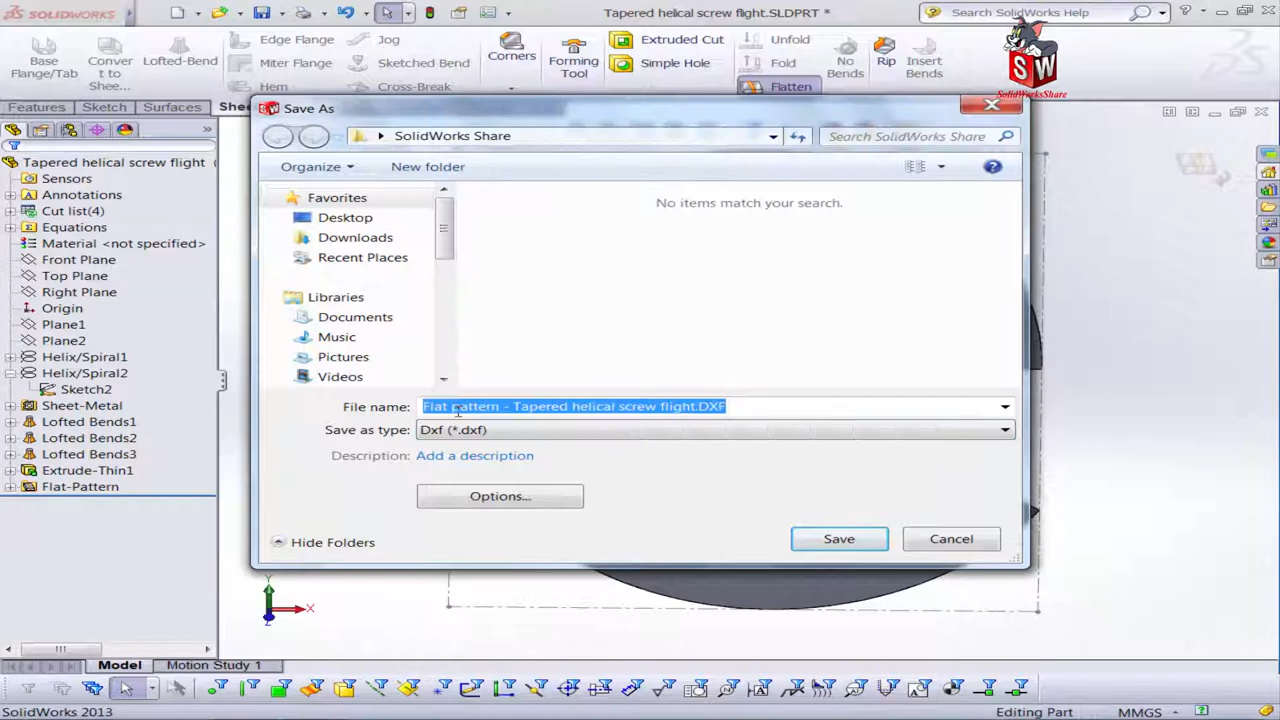 SOLIDWORKS
Tapered helical screw flight.SLDPRT *
Search SolidWorks Help
Base Flange/Tab
Convert to Shee...
Lofted-Bend
Edge Fla
Miter Flange
Hem
Jog
Sketched Bend
Cross-Break
Corners
Forming Tool
Extruded Cut
Simple Hole
Unfold
Fold
Flatten
No Bends
Rip
Insert Bends
SW
SolidWorksShare
Features
Sketch
Surfaces
Shee
Save A
SolidWorks Share
Search SolidWorks Share
Organize
New folder
Favorites
Desktop
Downloads
Recent Places
Libraries
Documents
Music
Pictures
Videos
No items match your search.
File name: Flat pattern - Tapered helical screw flight.DXF
Save as type: Dxf (*.dxf)
Description: Add a description
Options...
Hide Folders
Save
Cancel
Tapered helical screw flight
Sensors
Annotations
Cut list(4)
Equations
Material <not specified>
Front Plane
Top Plane
Right Plane
Origin
Plane1
Plane2
Helix/Spiral1
Helix/Spiral2
Sketch2
Sheet-Metal
Lofted Bends1
Lofted Bends2
Lofted Bends3
Extrude-Thin1
Flat-Pattern
Y
X
Z
Model
Motion Study 1
SolidWorks 2013
Editing Part
MMGS